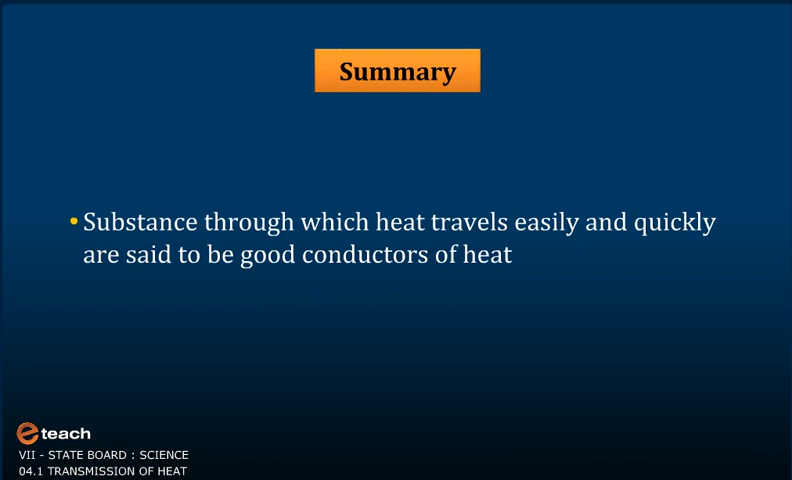 Summary
• Substance through which heat travels easily and quickly
are said to be good conductors of heat
eteach
VII - STATE BOARD : SCIENCE
04.1 TRANSMISSION OF HEAT